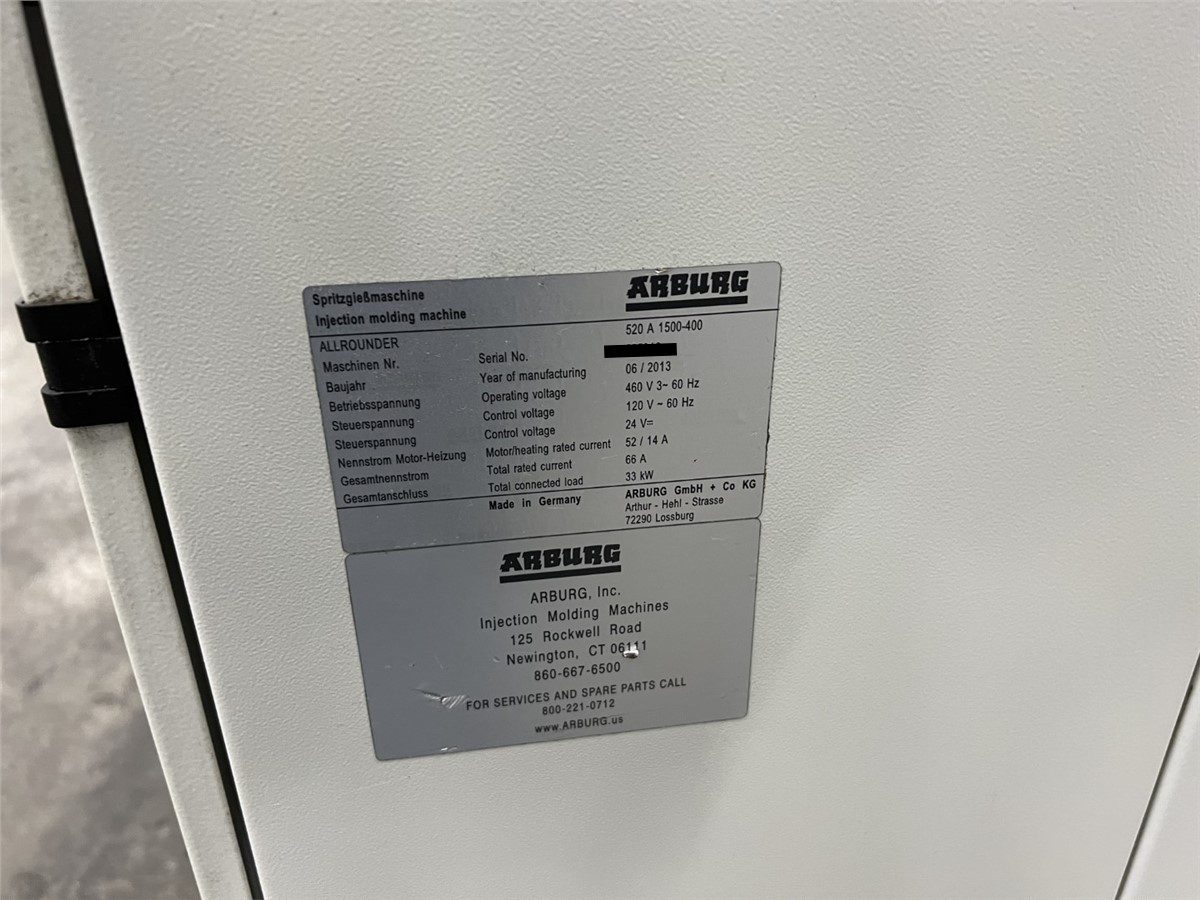 Spritzgießmaschine
Injection molding machine
ARBURG
ALLROUNDER 520 A 1500-400
Maschinen Nr. Serial No.
Baujahr Year of manufacturing 06 / 2013
Betriebsspannung Operating voltage 460 V 3~ 60 Hz
Steuerspannung Control voltage 120 V ~ 60 Hz
Steuerspannung Control voltage 24 V=
Nennstrom Motor-Heizung Motor/heating rated current 52 / 14 A
Gesamtnennstrom Total rated current 66 A
Gesamtanschluss Total connected load 33 kW
Made in Germany
ARBURG GmbH + Co KG
Arthur - Hehl - Strasse
72290 Lossburg
ARBURG
ARBURG, Inc.
Injection Molding Machines
125 Rockwell Road
Newington, CT 06111
860-667-6500
FOR SERVICES AND SPARE PARTS CALL
800-221-0712
www.ARBURG.us